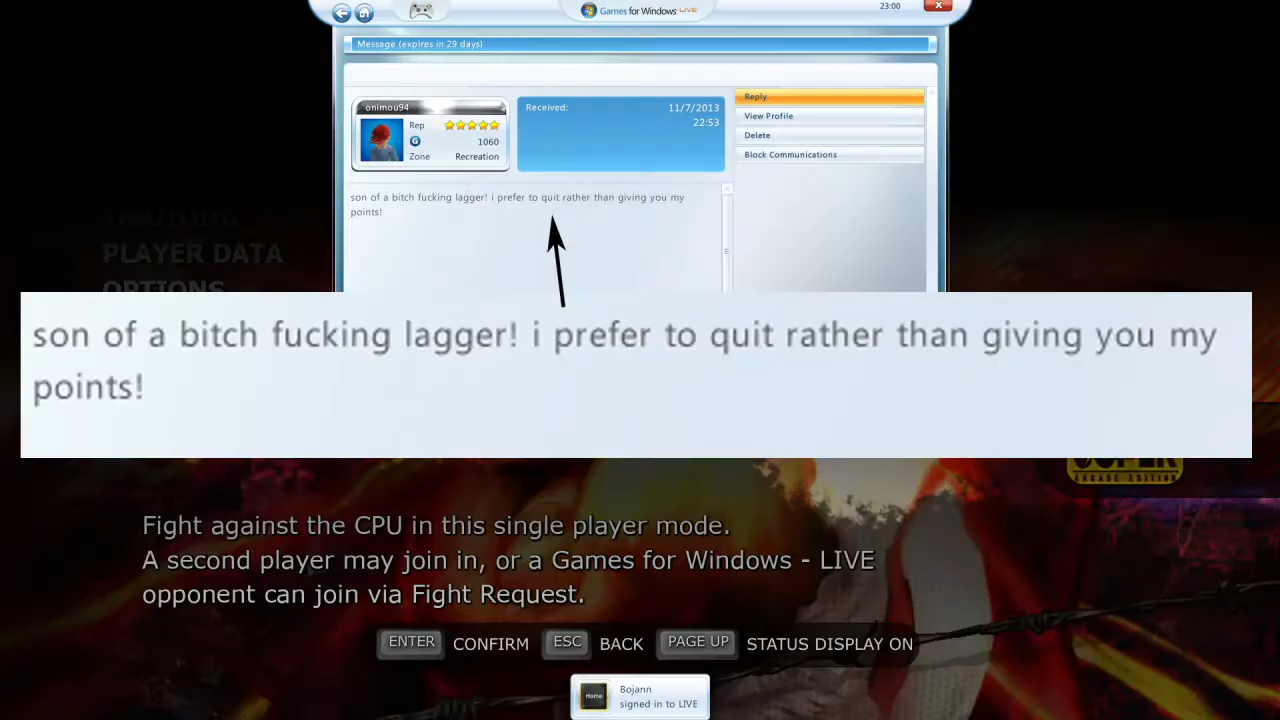 Games for Windows LIVE
23:00
x
Message (expires in 29 days)
onimou94
Rep
1060
Zone Recreation
Received: 11/7/2013
22:53
Reply
View Profile
Delete
Block Communications
son of a bitch fucking lagger! i prefer to quit rather than giving you my
points!
TRAINING
PLAYER DATA
OPTIONS
son of a bitch fucking lagger! i prefer to quit rather than giving you my
points!
SUPER
ARCADE EDITION
Fight against the CPU in this single player mode.
A second player may join in, or a Games for Windows - LIVE
opponent can join via Fight Request.
ENTER CONFIRM ESC BACK PAGE UP STATUS DISPLAY ON
Home
Bojann
signed in to LIVE